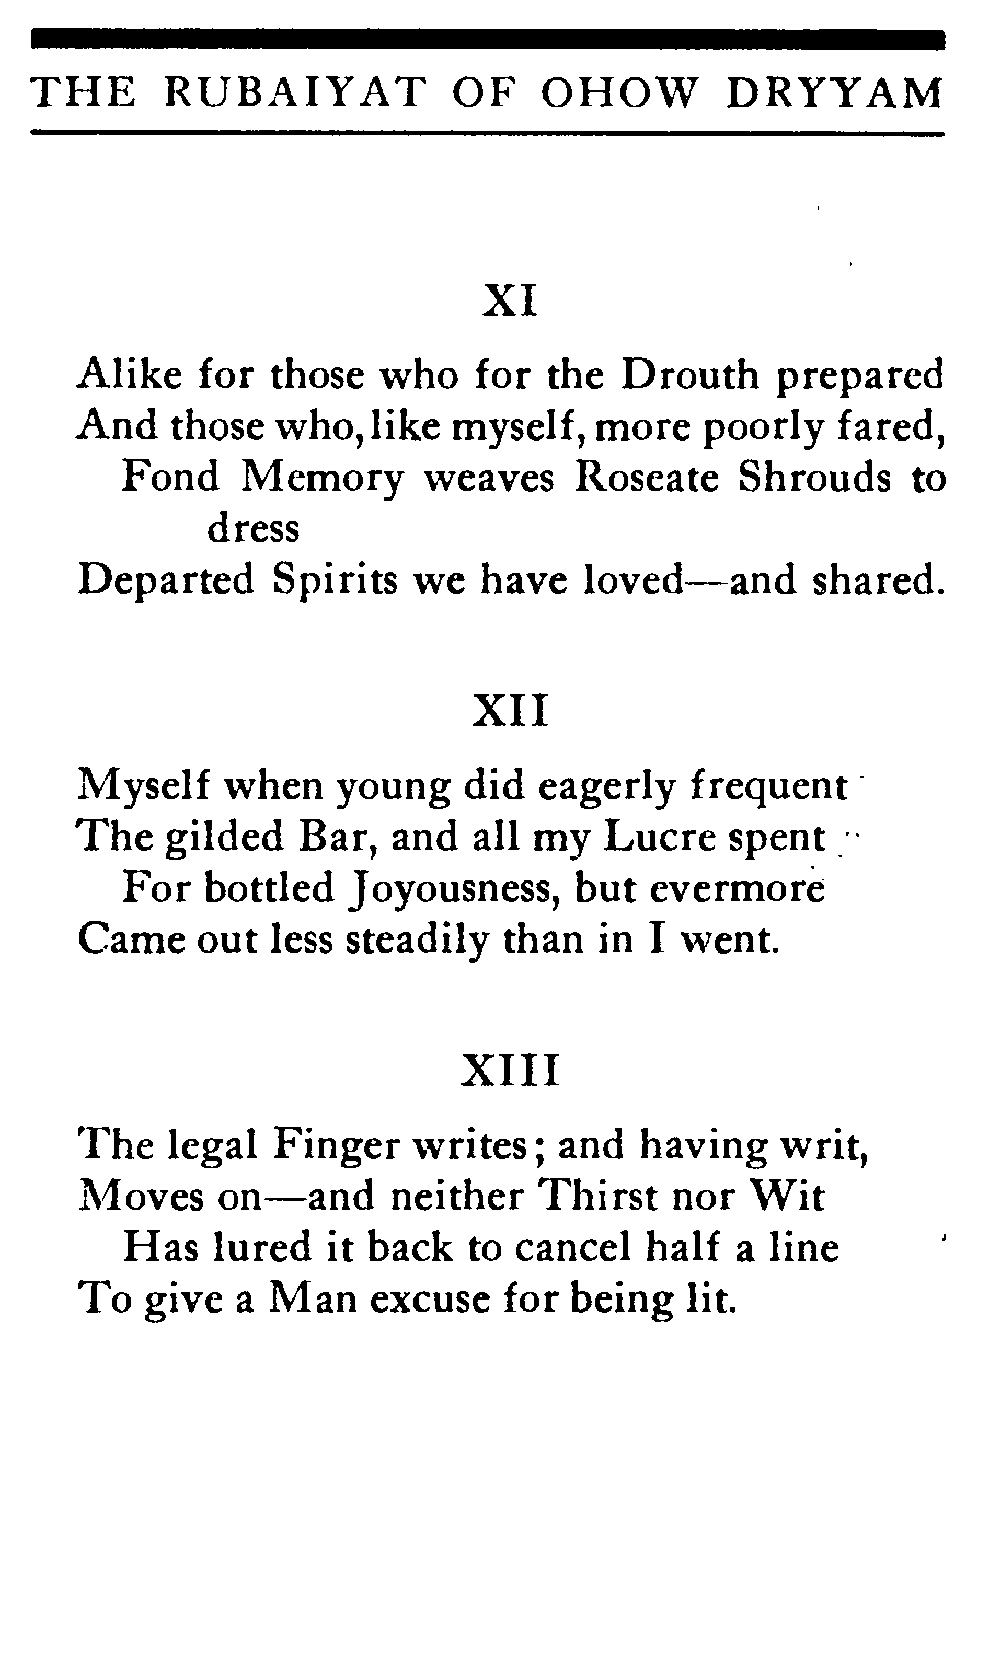 THE RUBAIYAT OF OHOW DRYYAM
XI
Alike for those who for the Drouth prepared
And those who, like myself, more poorly fared,
Fond Memory weaves Roseate Shrouds to
dress
Departed Spirits we have loved—and shared.
XII
Myself when young did eagerly frequent
The gilded Bar, and all my Lucre spent
For bottled Joyousness, but evermore
Came out less steadily than in I went.
XIII
The legal Finger writes; and having writ,
Moves on—and neither Thirst nor Wit
Has lured it back to cancel half a line
To give a Man excuse for being lit.